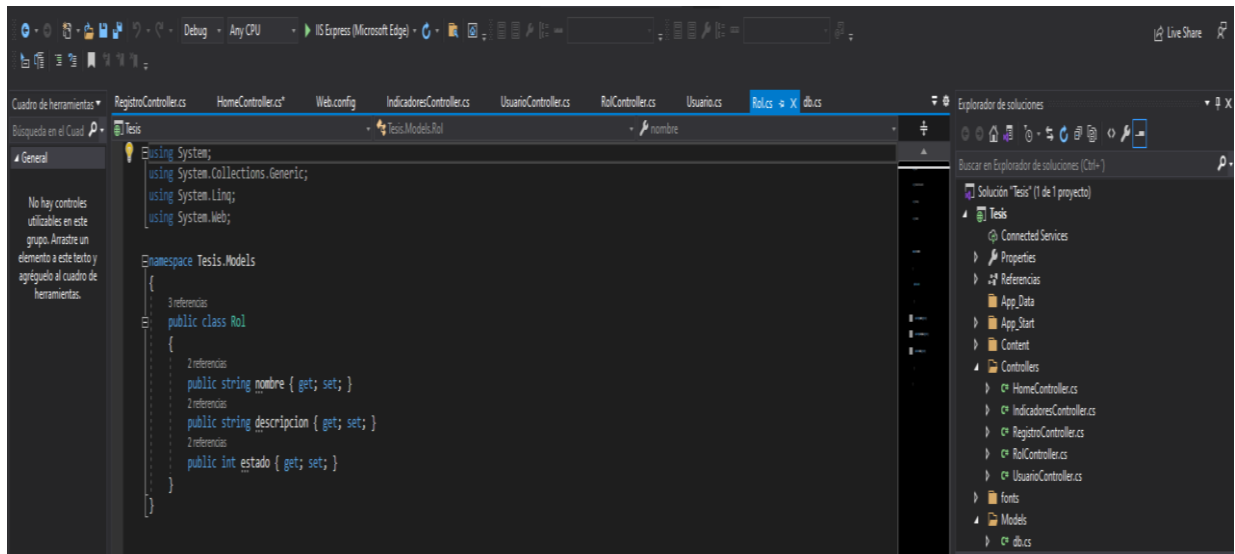 Debug Any CPU IIS Express (Microsoft Edge)
Live Share
Cuadro de herramientas
RegistroController.cs HomeController.cs* Web.config IndicadoresController.cs UsuarioController.cs RolController.cs Usuario.cs Rol.cs db.cs
Explorador de soluciones
Búsqueda en el Cuad
Tesis Tesis.Models.Rol nombre
General
No hay controles
utilizables en este
grupo. Arrastre un
elemento a este texto y
agréguelo al cuadro de
herramientas.
using System;
using System.Collections.Generic;
using System.Linq;
using System.Web;
namespace Tesis.Models
{
3 referencias
public class Rol
{
2 referencias
public string nombre { get; set; }
2 referencias
public string descripcion { get; set; }
2 referencias
public int estado { get; set; }
}
}
Buscar en Explorador de soluciones (Ctrl+`)
Solución "Tesis" (1 de 1 proyecto)
Tesis
Connected Services
Properties
Referencias
App_Data
App_Start
Content
Controllers
C# HomeController.cs
C# IndicadoresController.cs
C# RegistroController.cs
C# RolController.cs
C# UsuarioController.cs
fonts
Models
C# db.cs